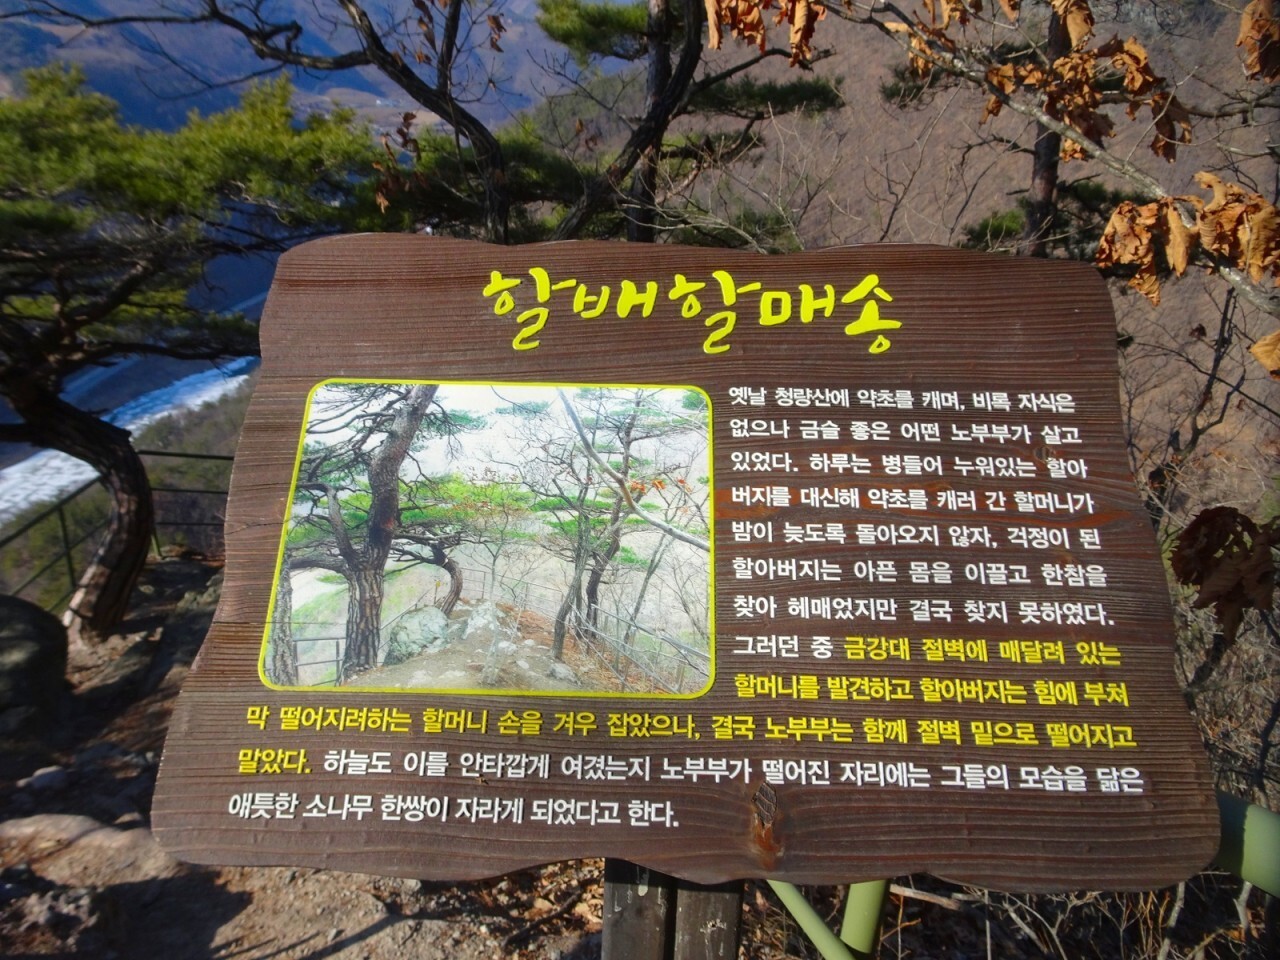 할배할매송
옛날 청량산에 약초를 캐며, 비록 자식은
없으나 금슬 좋은 어떤 노부부가 살고
있었다. 하루는 병들어 누워있는 할아
버지를 대신해 약초를 캐러 간 할머니가
밤이 늦도록 돌아오지 않자, 걱정이 된
할아버지는 아픈 몸을 이끌고 한참을
찾아 헤매었지만 결국 찾지 못하였다.
그러던 중 금강대 절벽에 매달려 있는
할머니를 발견하고 할아버지는 힘에 부쳐
막 떨어지려하는 할머니 손을 겨우 잡았으나, 결국 노부부는 함께 절벽 밑으로 떨어지고
말았다. 하늘도 이를 안타깝게 여겼는지 노부부가 떨어진 자리에는 그들의 모습을 닮은
애틋한 소나무 한쌍이 자라게 되었다고 한다.